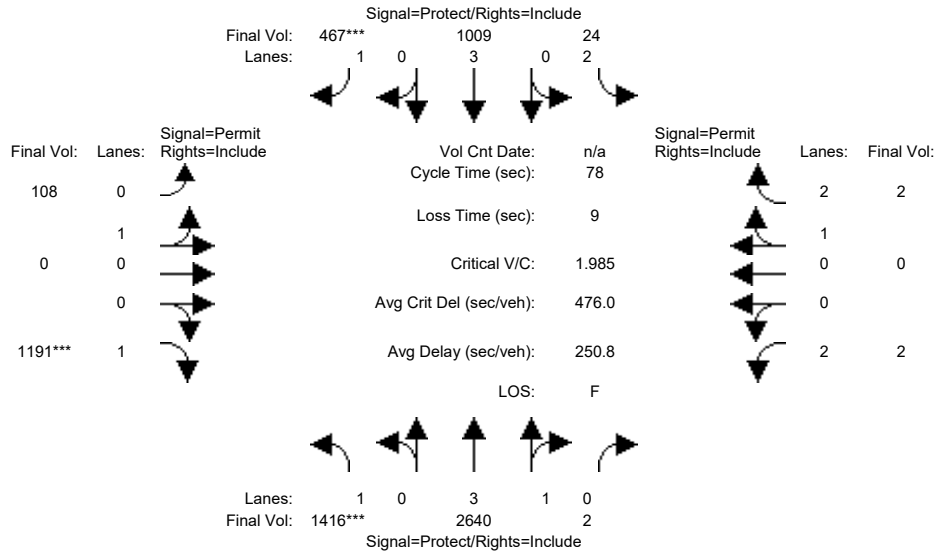 Signal=Protect/Rights=Include
Final Vol: 467*** 1009 24
Lanes: 1 0 3 0 2
Signal=Permit Signal=Permit
Final Vol: Lanes: Rights=Include Vol Cnt Date: n/a Rights=Include Lanes: Final Vol:
Cycle Time (sec): 78
108 0 2 2
Loss Time (sec): 9
1 1
0 0 Critical V/C: 1.985 0 0
0 Avg Crit Del (sec/veh): 476.0 0
1191*** 1 Avg Delay (sec/veh): 250.8 2 2
LOS: F
Lanes: 1 0 3 1 0
Final Vol: 1416*** 2640 2
Signal=Protect/Rights=Include